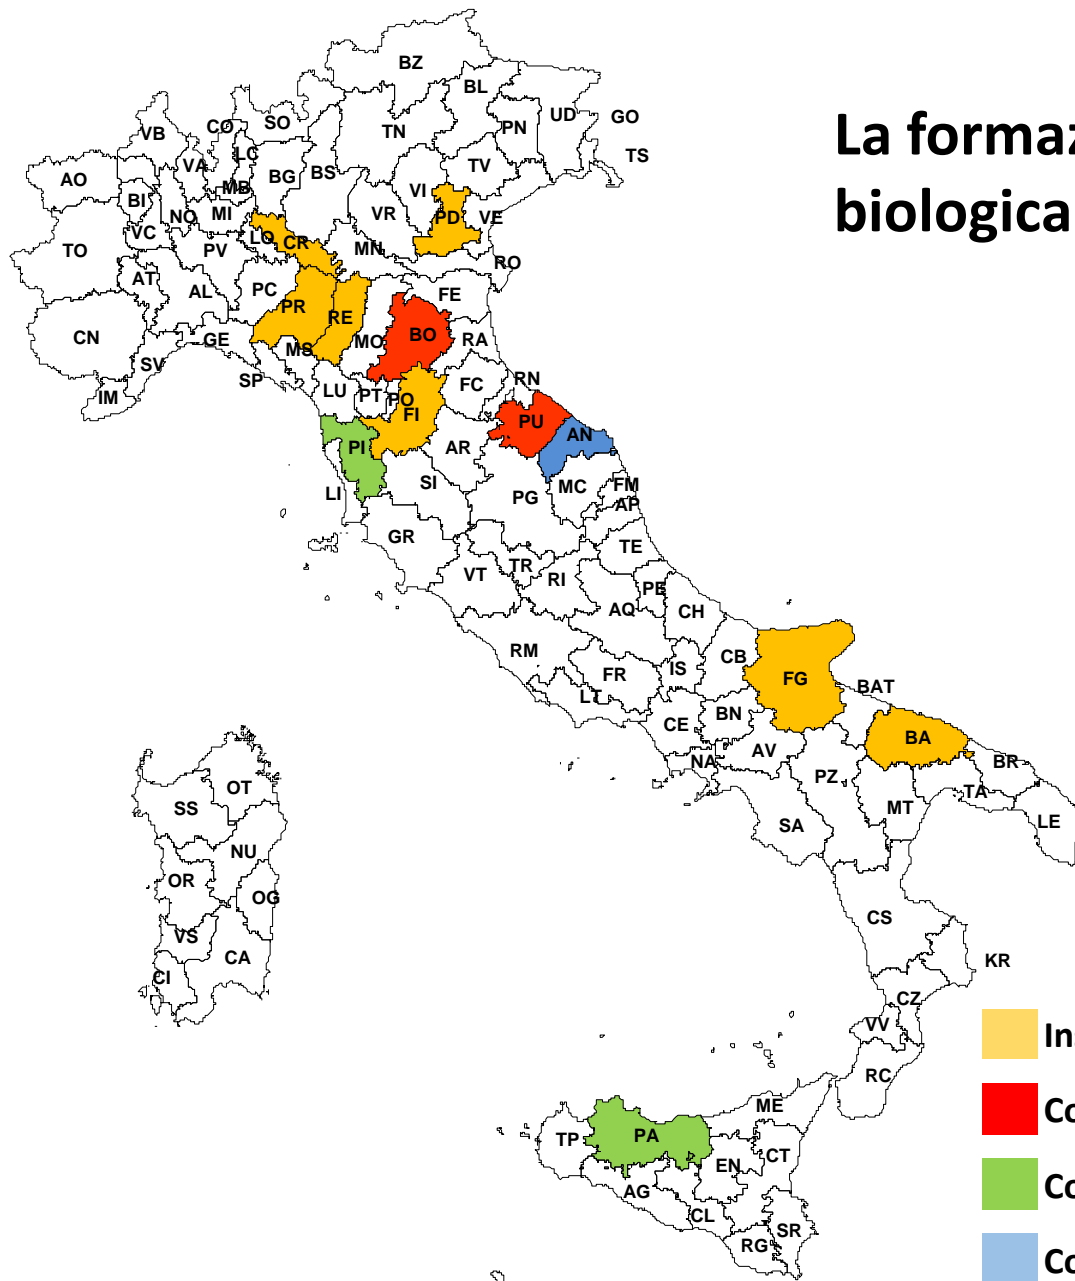 La formaz
biologica
BZ
BL
UD
GO
TS
PN
TN
TV
SO
CO
LC
VB
VA
MB
BG
BS
VI
AO
BI
NO
MI
VR
PD
VE
VC
TO
PV
LO
CR
MN
RO
AT
AL
PC
PR
RE
FE
CN
GE
MS
MO
BO
RA
SV
SP
IM
LU
PT
PO
FI
FC
RN
PU
AN
PI
AR
LI
SI
PG
MC
FM
AP
GR
TE
VT
TR
RI
PE
AQ
CH
RM
FR
IS
CB
FG
BAT
LT
CE
BN
BA
NA
AV
PZ
BR
TA
MT
SA
LE
OT
SS
NU
OR
OG
VS
CA
CI
CS
KR
CZ
VV
RC
ME
TP
PA
EN
CT
AG
CL
SR
RG
In
Co
Co
Co